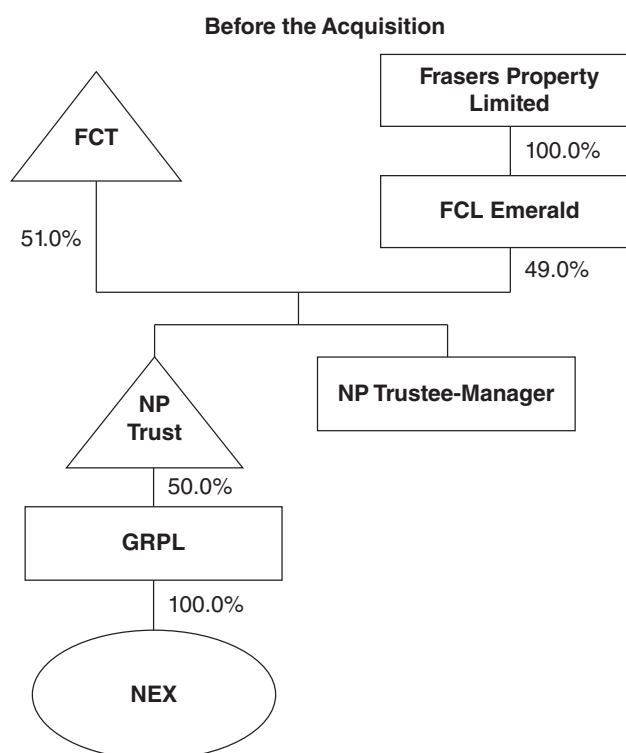 Before the Acquisition
FCT
Frasers Property
Limited
100.0%
FCL Emerald
51.0%
49.0%
NP
Trust
NP Trustee-Manager
50.0%
GRPL
100.0%
NEX